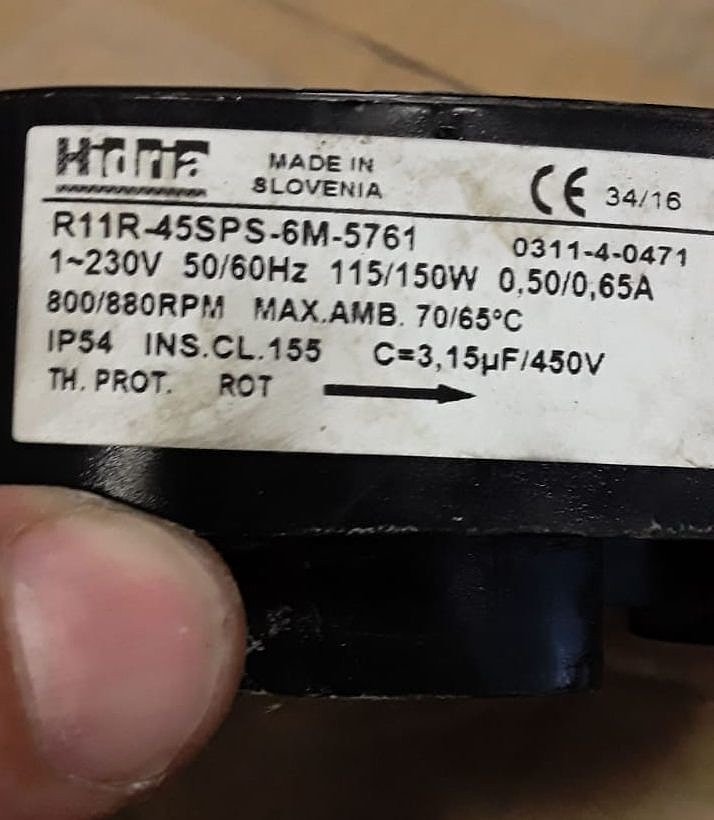 Hidria
MADE IN
SLOVENIA
CE 34/16
R11R-45SPS-6M-5761 0311-4-0471
1~230V 50/60Hz 115/150W 0,50/0,65A
800/880RPM MAX.AMB. 70/65°C
IP54 INS.CL.155 C=3,15µF/450V
TH. PROT. ROT